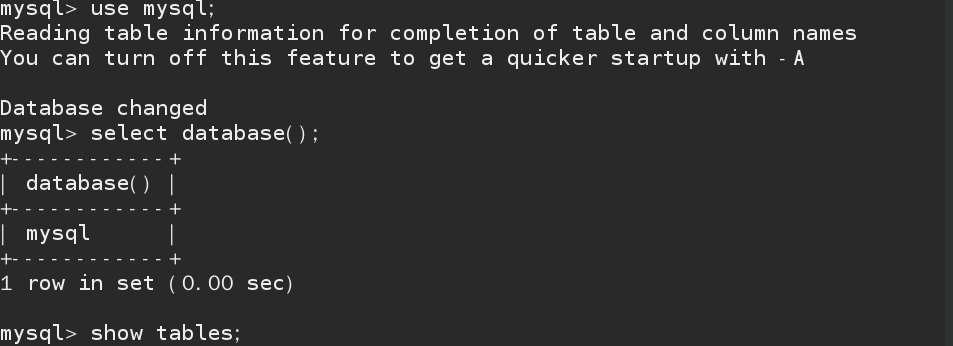 mysql> use mysql;
Reading table information for completion of table and column names
You can turn off this feature to get a quicker startup with -A
Database changed
mysql> select database();
+------------+
| database() |
+------------+
| mysql      |
+------------+
1 row in set (0.00 sec)
mysql> show tables;